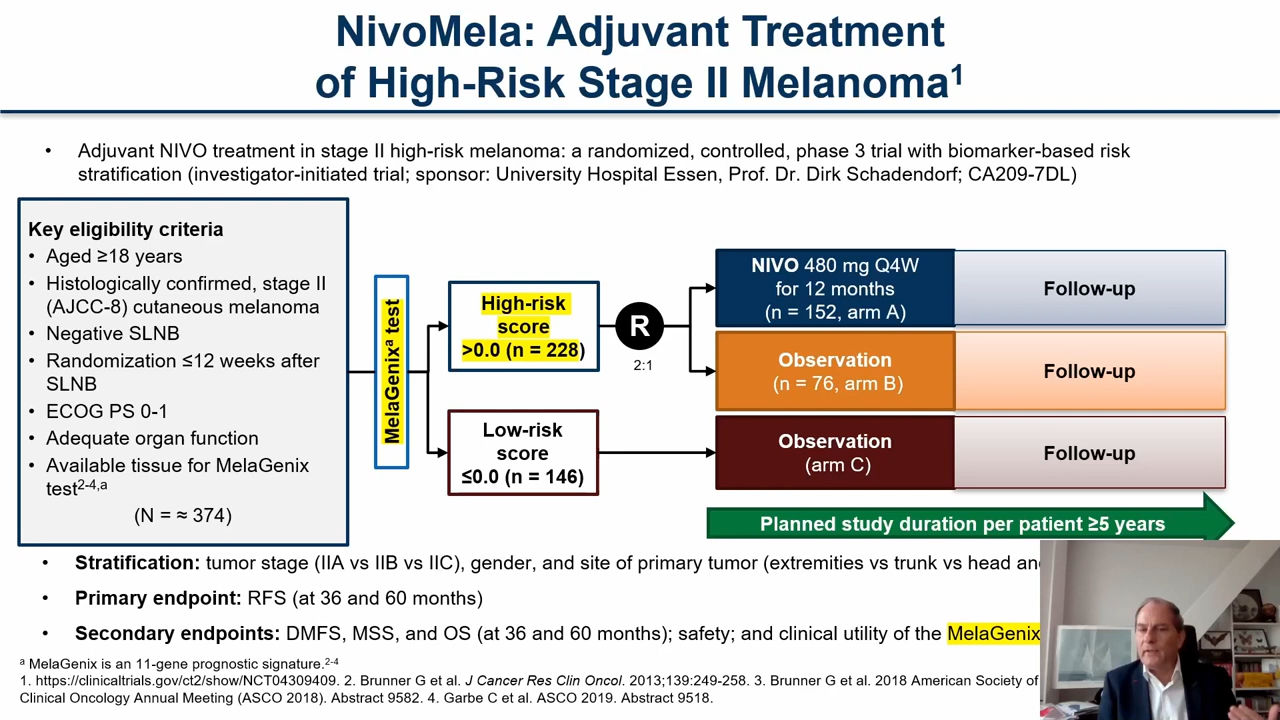 NivoMela: Adjuvant Treatment
of High-Risk Stage II Melanoma¹
• Adjuvant NIVO treatment in stage II high-risk melanoma: a randomized, controlled, phase 3 trial with biomarker-based risk
stratification (investigator-initiated trial; sponsor: University Hospital Essen, Prof. Dr. Dirk Schadendorf; CA209-7DL)
Key eligibility criteria
• Aged ≥18 years
• Histologically confirmed, stage II
(AJCC-8) cutaneous melanoma
• Negative SLNB
• Randomization ≤12 weeks after
SLNB
• ECOG PS 0-1
• Adequate organ function
• Available tissue for MelaGenix
test²⁻⁴,ᵃ
(N = ≈ 374)
MelaGenixᵃ test
High-risk
score
>0.0 (n = 228)
R
2:1
NIVO 480 mg Q4W
for 12 months
(n = 152, arm A)
Follow-up
Observation
(n = 76, arm B)
Follow-up
Low-risk
score
≤0.0 (n = 146)
Observation
(arm C)
Follow-up
Planned study duration per patient ≥5 years
• Stratification: tumor stage (IIA vs IIB vs IIC), gender, and site of primary tumor (extremities vs trunk vs head an
• Primary endpoint: RFS (at 36 and 60 months)
• Secondary endpoints: DMFS, MSS, and OS (at 36 and 60 months); safety; and clinical utility of the MelaGenix
ᵃ MelaGenix is an 11-gene prognostic signature.²⁻⁴
1. https://clinicaltrials.gov/ct2/show/NCT04309409. 2. Brunner G et al. J Cancer Res Clin Oncol. 2013;139:249-258. 3. Brunner G et al. 2018 American Society of
Clinical Oncology Annual Meeting (ASCO 2018). Abstract 9582. 4. Garbe C et al. ASCO 2019. Abstract 9518.